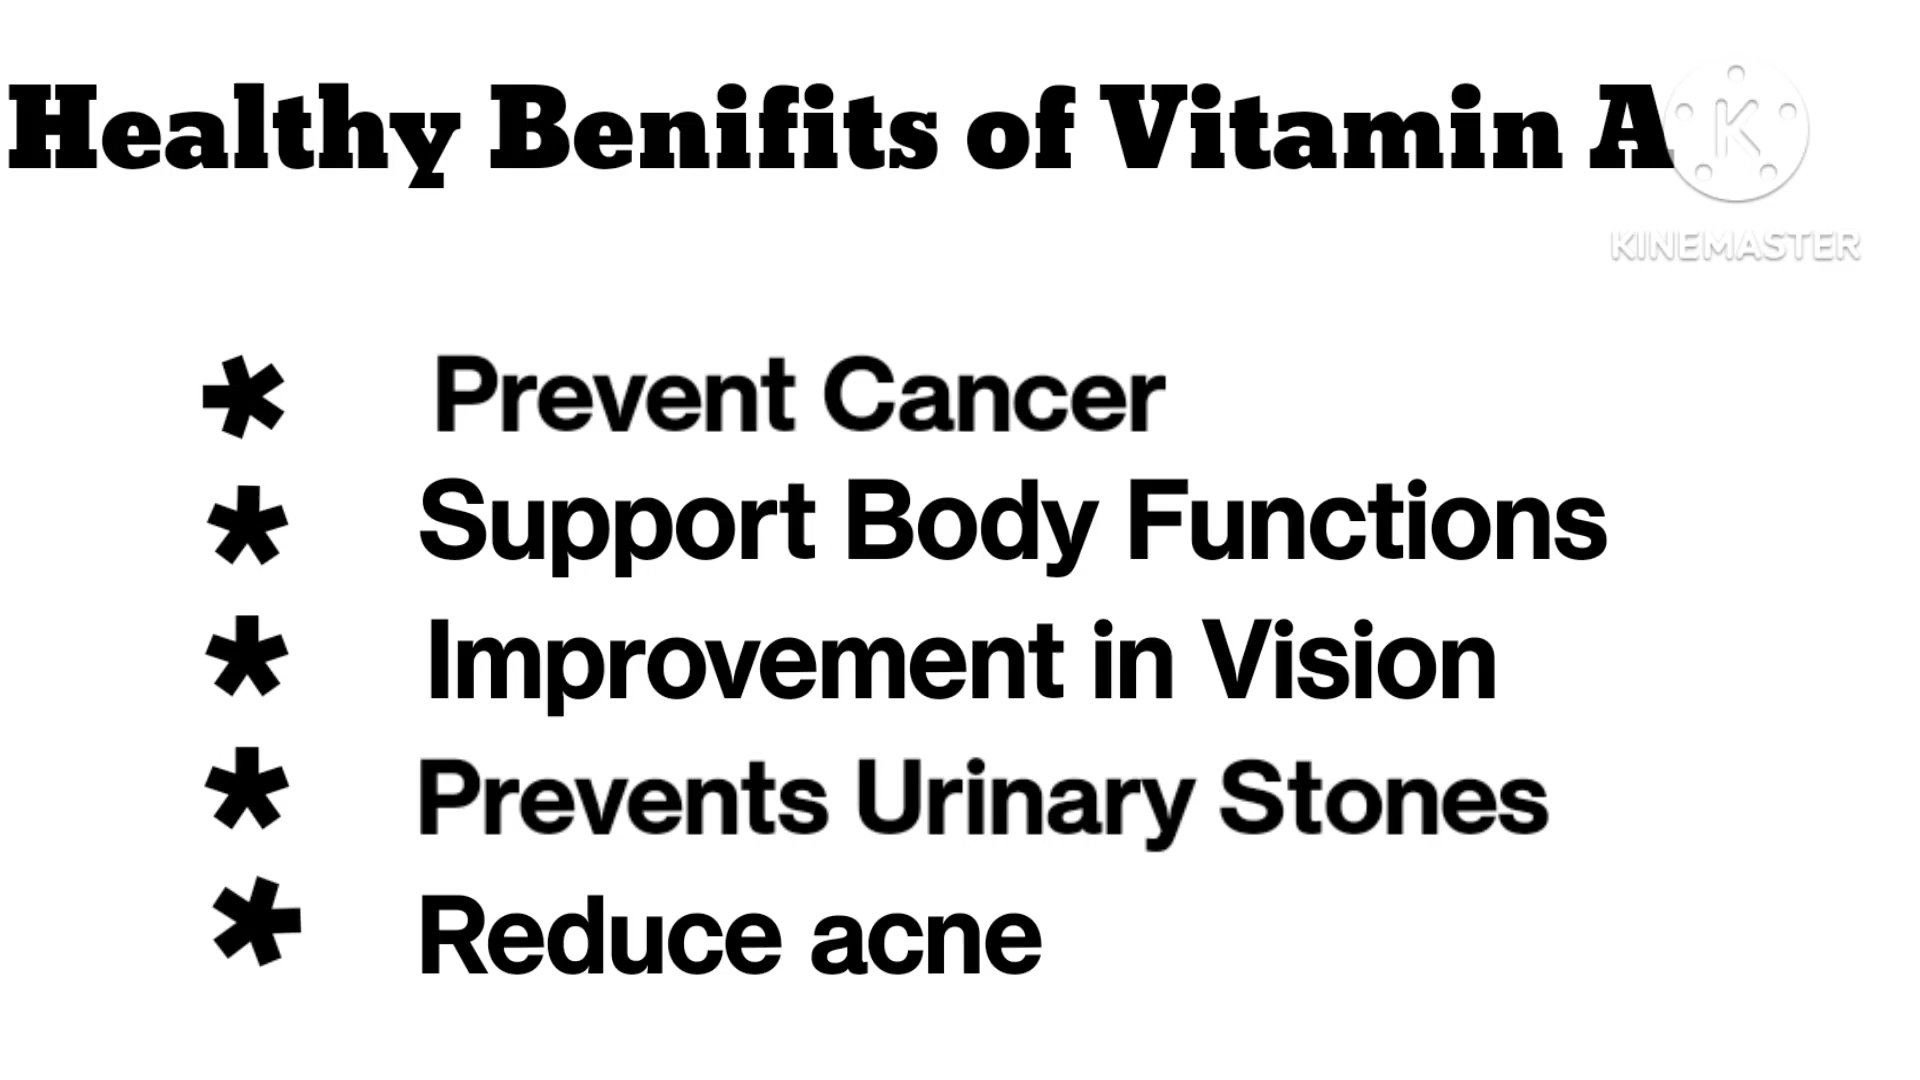 Healthy Benifits of Vitamin A
K
KINEMASTER
* Prevent Cancer
* Support Body Functions
* Improvement in Vision
* Prevents Urinary Stones
* Reduce acne